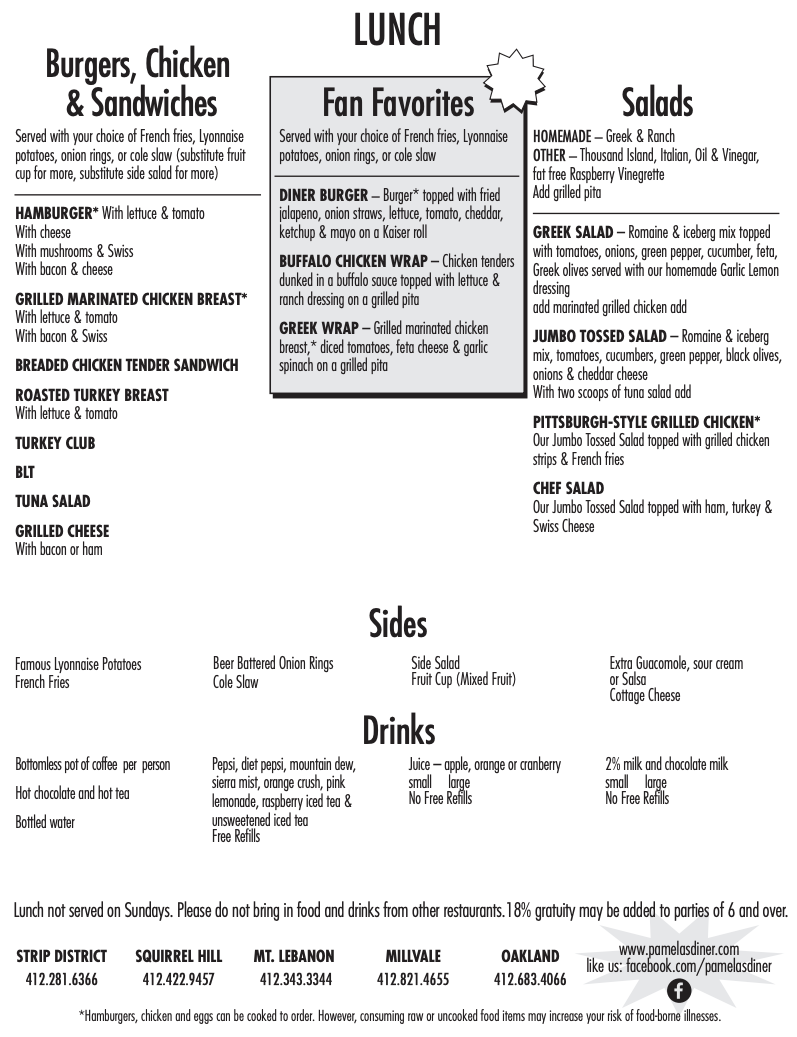 LUNCH
Burgers, Chicken
& Sandwiches
Served with your choice of French fries, Lyonnaise
potatoes, onion rings, or cole slaw (substitute fruit
cup for more, substitute side salad for more)
HAMBURGER* With lettuce & tomato
With cheese
With mushrooms & Swiss
With bacon & cheese
GRILLED MARINATED CHICKEN BREAST*
With lettuce & tomato
With bacon & Swiss
BREADED CHICKEN TENDER SANDWICH
ROASTED TURKEY BREAST
With lettuce & tomato
TURKEY CLUB
BLT
TUNA SALAD
GRILLED CHEESE
With bacon or ham
Fan Favorites
Served with your choice of French fries, Lyonnaise
potatoes, onion rings, or cole slaw
DINER BURGER – Burger* topped with fried
jalapeno, onion straws, lettuce, tomato, cheddar,
ketchup & mayo on a Kaiser roll
BUFFALO CHICKEN WRAP – Chicken tenders
dunked in a buffalo sauce topped with lettuce &
ranch dressing on a grilled pita
GREEK WRAP – Grilled marinated chicken
breast,* diced tomatoes, feta cheese & garlic
spinach on a grilled pita
Salads
HOMEMADE – Greek & Ranch
OTHER – Thousand Island, Italian, Oil & Vinegar,
fat free Raspberry Vinegrette
Add grilled pita
GREEK SALAD – Romaine & iceberg mix topped
with tomatoes, onions, green pepper, cucumber, feta,
Greek olives served with our homemade Garlic Lemon
dressing
add marinated grilled chicken add
JUMBO TOSSED SALAD – Romaine & iceberg
mix, tomatoes, cucumbers, green pepper, black olives,
onions & cheddar cheese
With two scoops of tuna salad add
PITTSBURGH-STYLE GRILLED CHICKEN*
Our Jumbo Tossed Salad topped with grilled chicken
strips & French fries
CHEF SALAD
Our Jumbo Tossed Salad topped with ham, turkey &
Swiss Cheese
Sides
Famous Lyonnaise Potatoes
French Fries
Beer Battered Onion Rings
Cole Slaw
Side Salad
Fruit Cup (Mixed Fruit)
Extra Guacomole, sour cream
or Salsa
Cottage Cheese
Drinks
Bottomless pot of coffee per person
Hot chocolate and hot tea
Bottled water
Pepsi, diet pepsi, mountain dew,
sierra mist, orange crush, pink
lemonade, raspberry iced tea &
unsweetened iced tea
Free Refills
Juice – apple, orange or cranberry
small large
No Free Refills
2% milk and chocolate milk
small large
No Free Refills
Lunch not served on Sundays. Please do not bring in food and drinks from other restaurants.18% gratuity may be added to parties of 6 and over.
STRIP DISTRICT
412.281.6366
SQUIRREL HILL
412.422.9457
MT. LEBANON
412.343.3344
MILLVALE
412.821.4655
OAKLAND
412.683.4066
www.pamelasdiner.com
like us: facebook.com/pamelasdiner
f
*Hamburgers, chicken and eggs can be cooked to order. However, consuming raw or uncooked food items may increase your risk of food-borne illnesses.